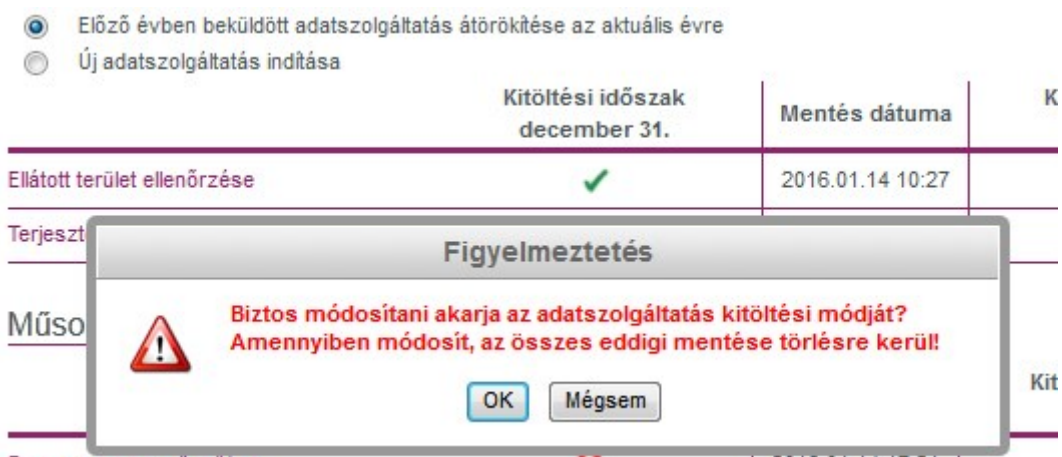 Előző évben beküldött adatszolgáltatás átörökítése az aktuális évre
Új adatszolgáltatás indítása
Kitöltési időszak
december 31.
Mentés dátuma
Ellátott terület ellenőrzése
2016.01.14 10:27
Figyelmeztetés
Biztos módosítani akarja az adatszolgáltatás kitöltési módját?
Amennyiben módosít, az összes eddigi mentése törlésre kerül!
OK Mégsem